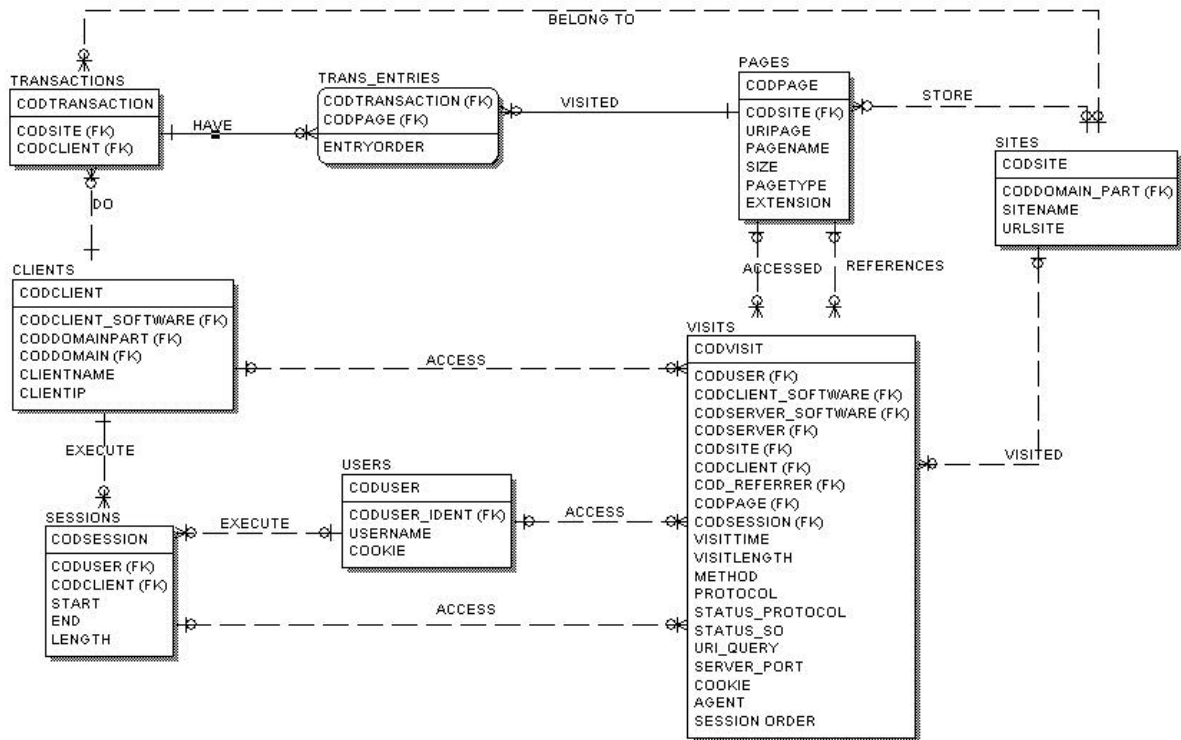 BELONG TO
TRANSACTIONS
CODTRANSACTION
CODSITE (FK)
CODCLIENT (FK)
HAVE
TRANS_ENTRIES
CODTRANSACTION (FK)
CODPAGE (FK)
ENTRYORDER
VISITED
PAGES
CODPAGE
CODSITE (FK)
URIPAGE
PAGENAME
SIZE
PAGETYPE
EXTENSION
STORE
SITES
CODSITE
CODDOMAIN_PART (FK)
SITENAME
URLSITE
DO
ACCESSED
REFERENCES
CLIENTS
CODCLIENT
CODCLIENT_SOFTWARE (FK)
CODDOMAINPART (FK)
CODDOMAIN (FK)
CLIENTNAME
CLIENTIP
ACCESS
VISITS
CODVISIT
CODUSER (FK)
CODCLIENT_SOFTWARE (FK)
CODSERVER_SOFTWARE (FK)
CODSERVER (FK)
CODSITE (FK)
CODCLIENT (FK)
COD_REFERRER (FK)
CODPAGE (FK)
CODSESSION (FK)
VISITTIME
VISITLENGTH
METHOD
PROTOCOL
STATUS_PROTOCOL
STATUS_SO
URI_QUERY
SERVER_PORT
COOKIE
AGENT
SESSION ORDER
VISITED
EXECUTE
USERS
CODUSER
CODUSER_IDENT (FK)
USERNAME
COOKIE
ACCESS
SESSIONS
CODSESSION
CODUSER (FK)
CODCLIENT (FK)
START
END
LENGTH
EXECUTE
ACCESS